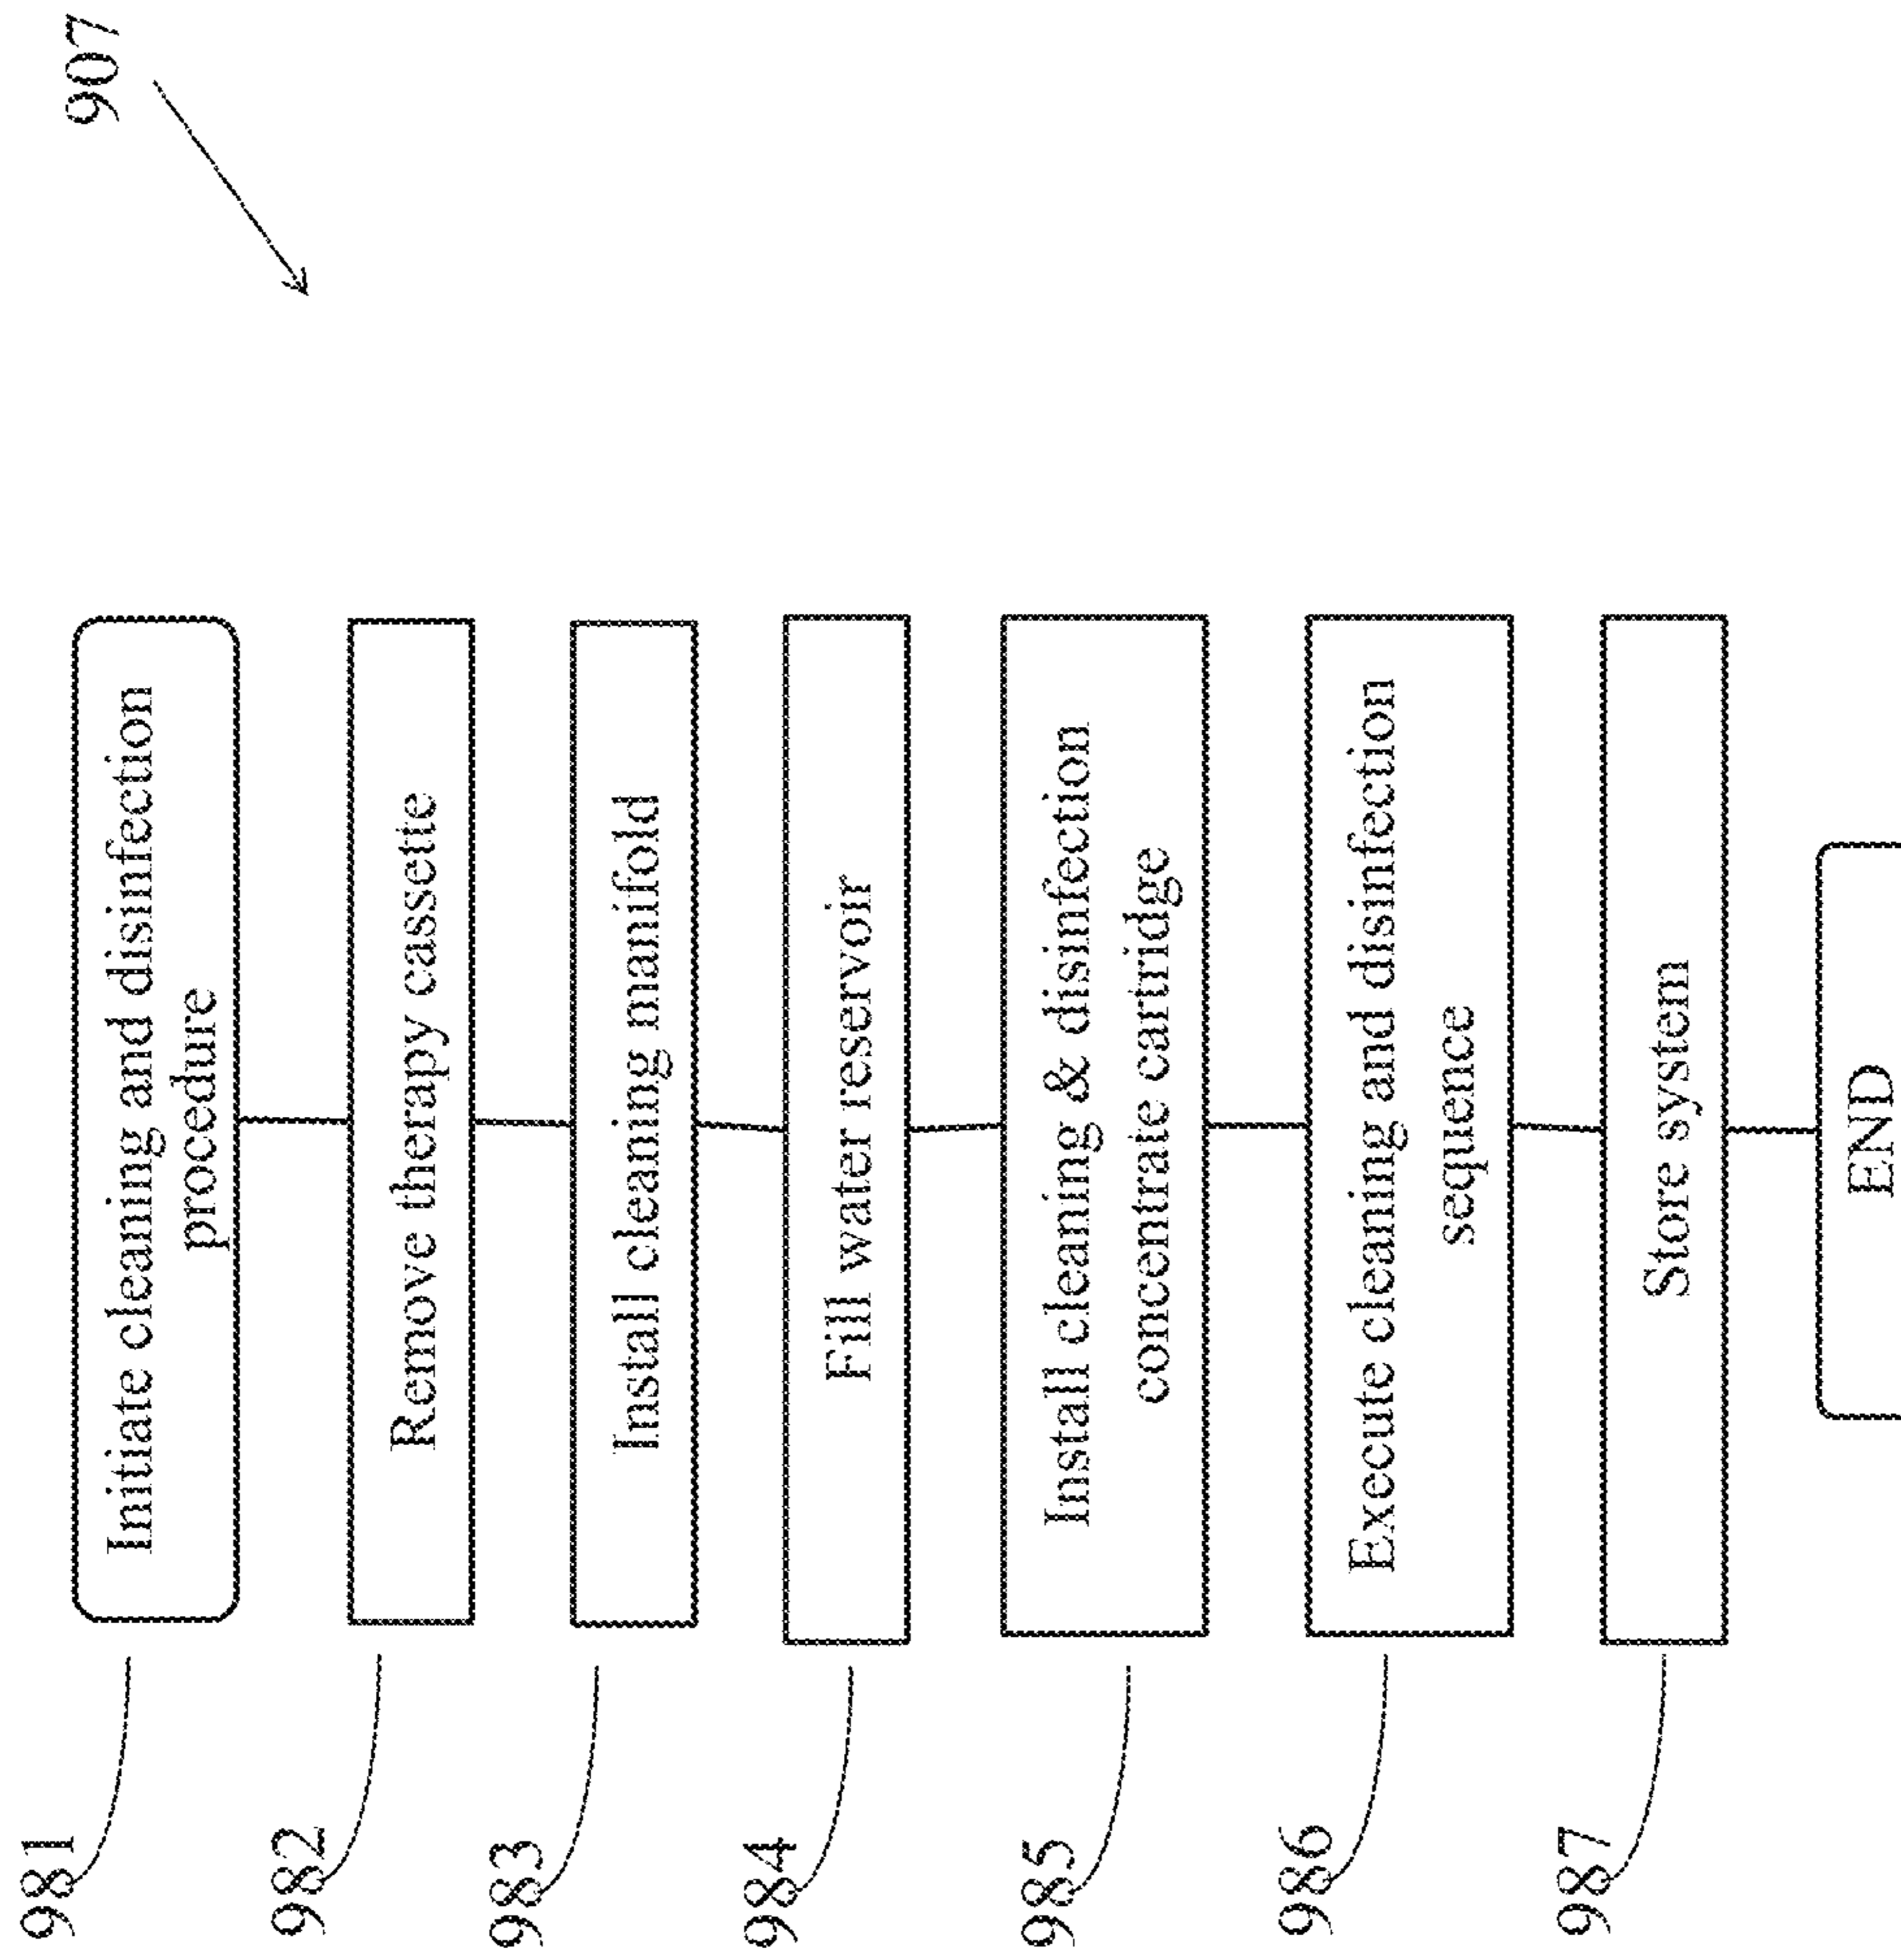 907
981
Initiate cleaning and disinfection
procedure
982
Remove therapy cassette
983
Install cleaning manifold
984
Fill water reservoir
985
Install cleaning & disinfection
concentrate cartridge
986
Execute cleaning and disinfection
sequence
987
Store system
END